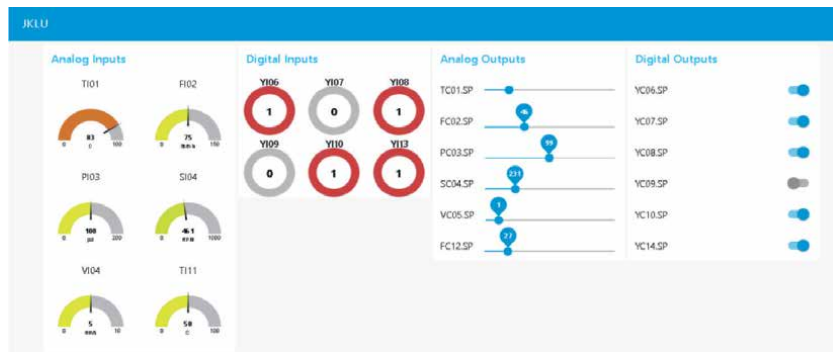 JKLU
Analog Inputs
TI01
FI02
83
0
C
100
75
0
150
PI03
SI04
100
0
psi
200
461
0
1000
VI04
TI11
5
0
10
50
0
C
100
Digital Inputs
YI06
YI07
YI08
1
0
1
YI09
YI10
YI13
0
1
1
Analog Outputs
TC01.SP
FC02.SP
46
PC03.SP
99
SC04.SP
231
VC05.SP
1
FC12.SP
27
Digital Outputs
YC06.SP
YC07.SP
YC08.SP
YC09.SP
YC10.SP
YC14.SP